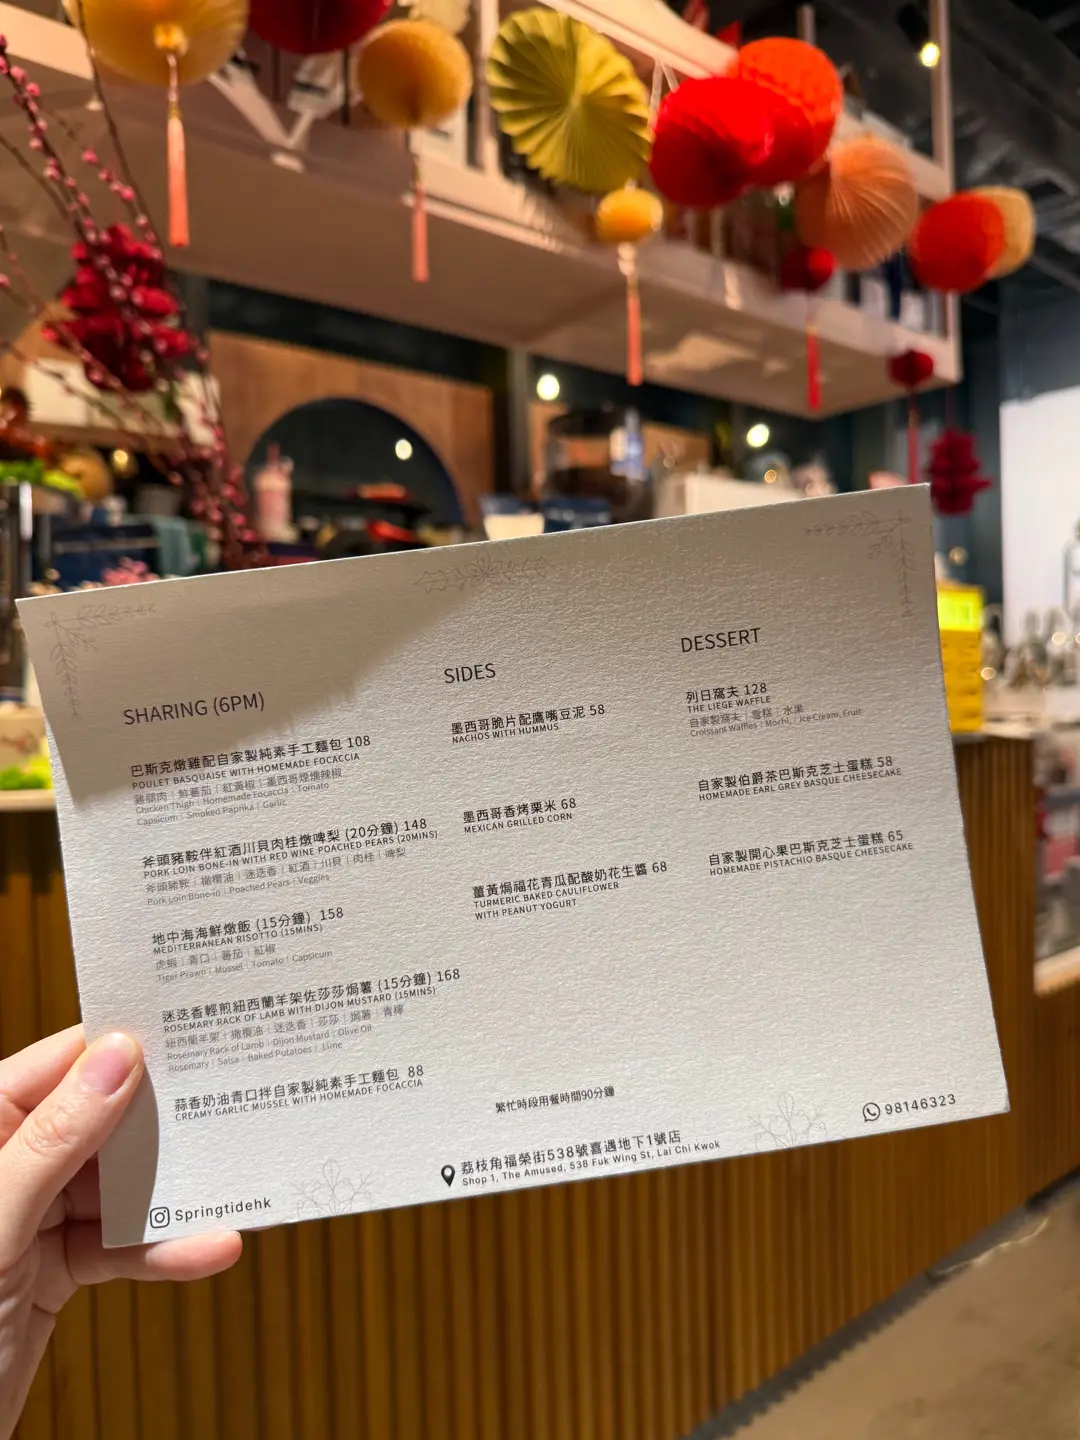 SHARING (6PM)
巴斯克燉雞配自家製純素手工麵包 108
POULET BASQUAISE WITH HOMEMADE FOCACCIA
雞髀肉 | 鮮蕃茄 | 紅黃椒 | 墨西哥煙燻辣椒
Chicken Thigh | Homemade Focaccia | Tomato
Capsicum | Smoked Paprika | Garlic
斧頭豬鞍伴紅酒川貝肉桂燉啤梨 (20分鐘) 148
PORK LOIN BONE-IN WITH RED WINE POACHED PEARS (20MINS)
斧頭豬鞍 | 橄欖油 | 迷迭香 | 紅酒 | 川貝 | 肉桂 | 啤梨
Pork Loin Bone-in | Poached Pears | Veggies
地中海海鮮燉飯 (15分鐘) 158
MEDITERRANEAN RISOTTO (15MINS)
虎蝦 | 青口 | 蕃茄 | 紅椒
Tiger Prawn | Mussel | Tomato | Capsicum
迷迭香輕煎紐西蘭羊架佐莎莎焗薯 (15分鐘) 168
ROSEMARY RACK OF LAMB WITH DIJON MUSTARD (15MINS)
紐西蘭羊架 | 橄欖油 | 迷迭香 | 莎莎 | 焗薯 | 青檸
Rosemary Rack of Lamb | Dijon Mustard | Olive Oil
Rosemary | Salsa | Baked Potatoes | Lime
蒜香奶油青口拌自家製純素手工麵包 88
CREAMY GARLIC MUSSEL WITH HOMEMADE FOCACCIA
SIDES
墨西哥脆片配鷹嘴豆泥 58
NACHOS WITH HUMMUS
墨西哥香烤粟米 68
MEXICAN GRILLED CORN
薑黃焗福花青瓜配酸奶花生醬 68
TURMERIC BAKED CAULIFLOWER
WITH PEANUT YOGURT
DESSERT
列日窩夫 128
THE LIEGE WAFFLE
自家製窩夫 | 雪糕 | 水果
Croissant Waffles | Mochi, | Ice Cream, Fruit
自家製伯爵茶巴斯克芝士蛋糕 58
HOMEMADE EARL GREY BASQUE CHEESECAKE
自家製開心果巴斯克芝士蛋糕 65
HOMEMADE PISTACHIO BASQUE CHEESECAKE
繁忙時段用餐時間90分鐘
荔枝角福榮街538號喜遇地下1號店
Shop 1, The Amused, 538 Fuk Wing St, Lai Chi Kwok
98146323
Springtidehk